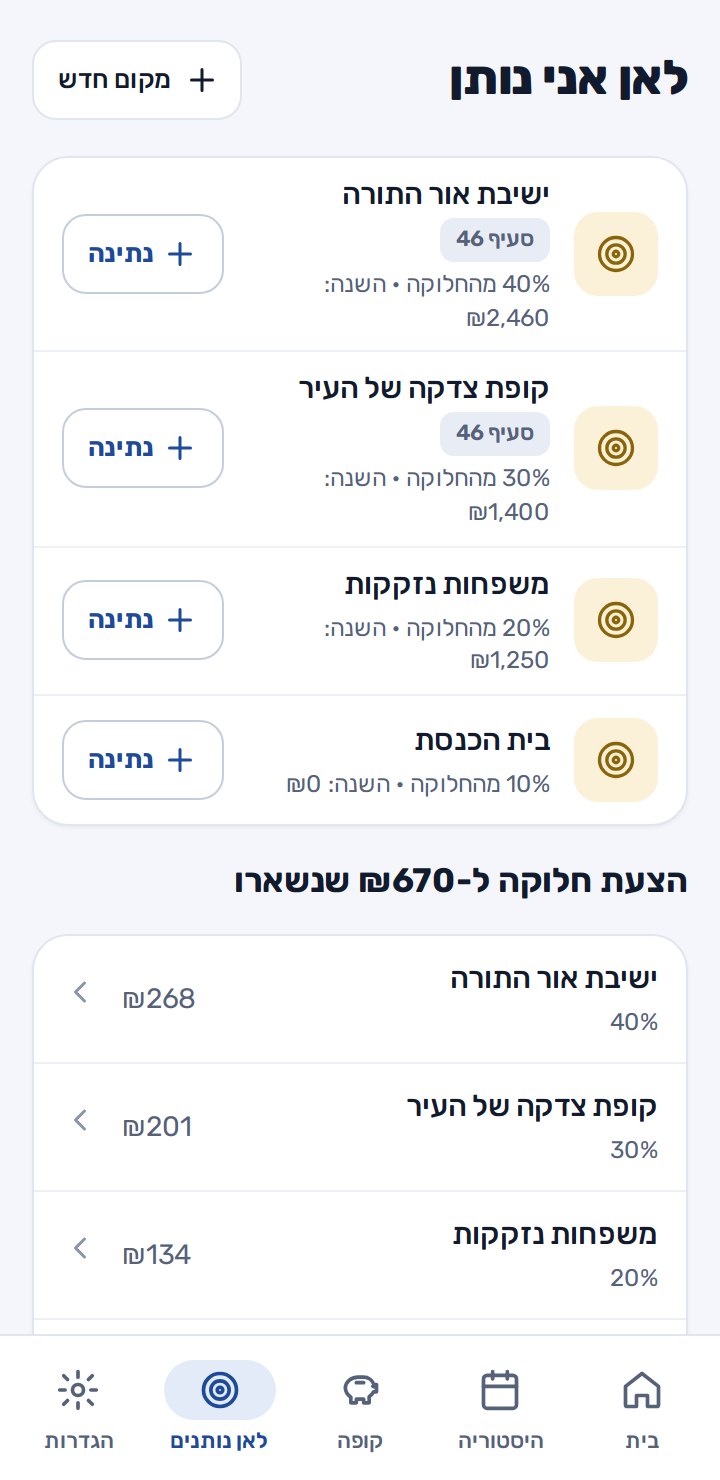 לאן אני נותן
מקום חדש
ישיבת אור התורה
סעיף 46
40% מהחלוקה • השנה:
₪2,460
נתינה
קופת צדקה של העיר
סעיף 46
30% מהחלוקה • השנה:
₪1,400
נתינה
משפחות נזקקות
20% מהחלוקה • השנה:
₪1,250
נתינה
בית הכנסת
10% מהחלוקה • השנה: ₪0
נתינה
הצעת חלוקה ל-₪670 שנשארו
ישיבת אור התורה
40%
₪268
קופת צדקה של העיר
30%
₪201
משפחות נזקקות
20%
₪134
בית
היסטוריה
קופה
לאן נותנים
הגדרות